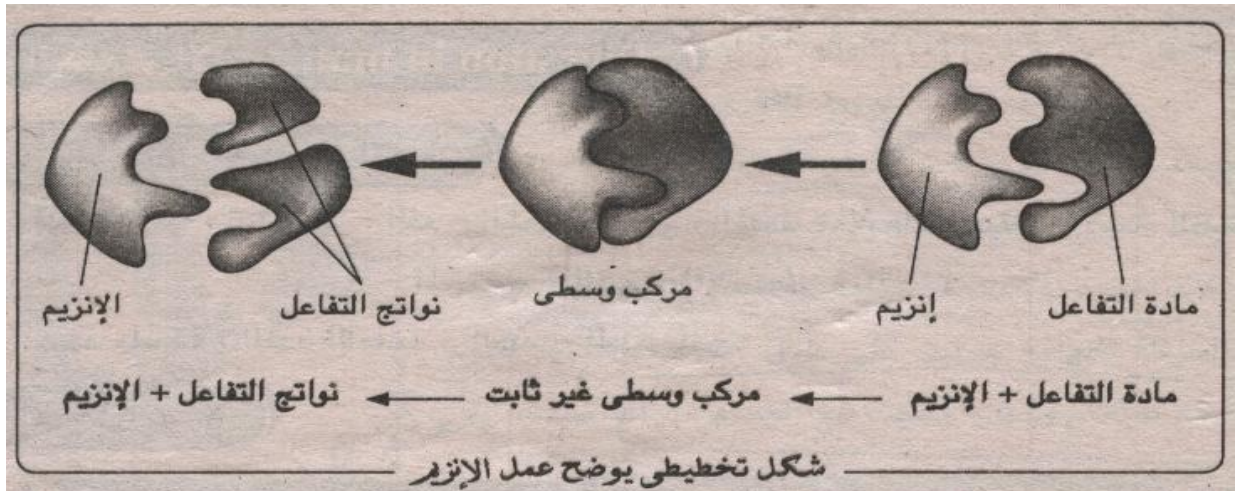 مركب وسطى
مادة التفاعل
إنزيم
نواتج التفاعل
الإنزيم
مادة التفاعل + الإنزيم ← مركب وسطى غير ثابت ← نواتج التفاعل + الإنزيم
شكل تخطيطى يوضح عمل الإنزيم